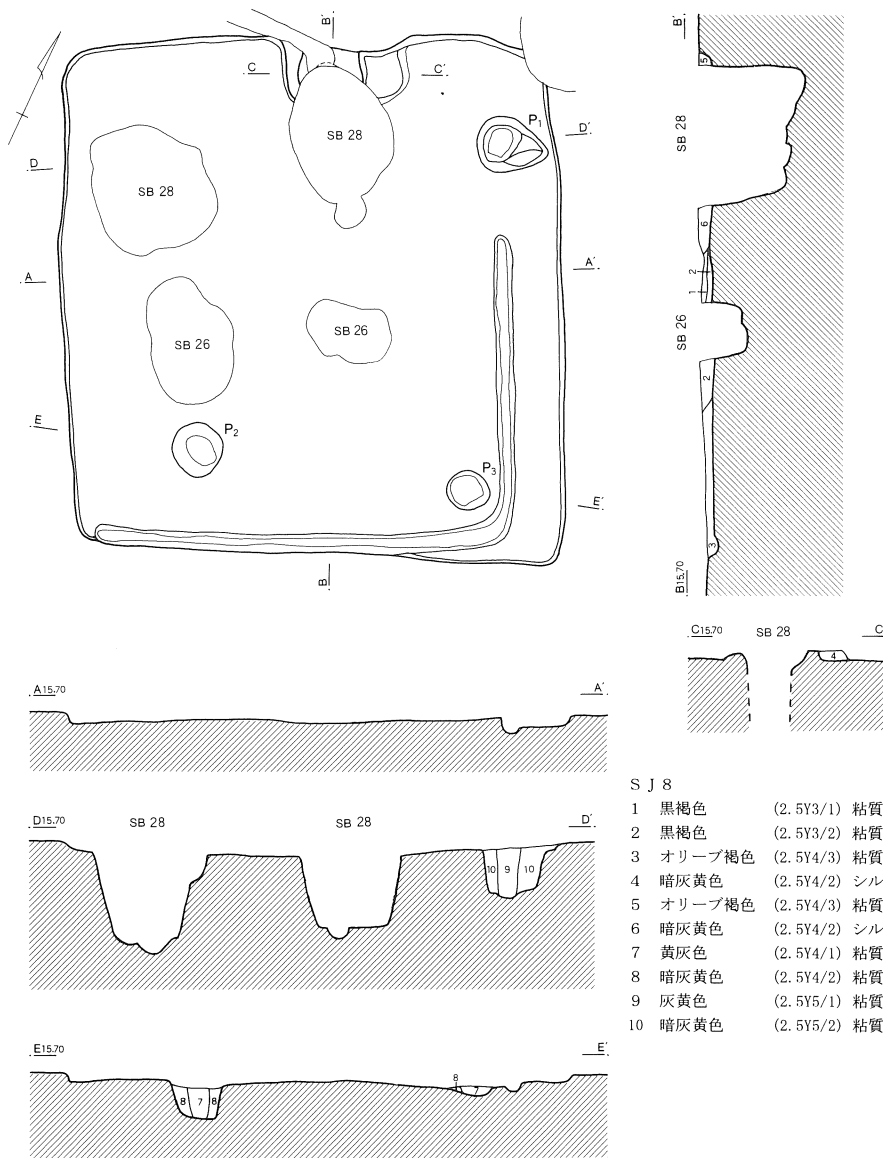 B′
C
C′
SB 28
P1
D′
D
SB 28
A
A′
SB 26
SB 26
E
P2
P3
E′
B
B′
5
SB 28
6
2
1
SB 26
2
3
B15.70
C15.70 SB 28 C
4
A15.70 A′
D15.70 SB 28 SB 28 D′
10 9 10
E15.70 E′
8 7 8
8
7
SJ8
1 黒褐色 (2.5Y3/1) 粘質
2 黒褐色 (2.5Y3/2) 粘質
3 オリーブ褐色 (2.5Y4/3) 粘質
4 暗灰黄色 (2.5Y4/2) シル
5 オリーブ褐色 (2.5Y4/3) 粘質
6 暗灰黄色 (2.5Y4/2) シル
7 黄灰色 (2.5Y4/1) 粘質
8 暗灰黄色 (2.5Y4/2) 粘質
9 灰黄色 (2.5Y5/1) 粘質
10 暗灰黄色 (2.5Y5/2) 粘質